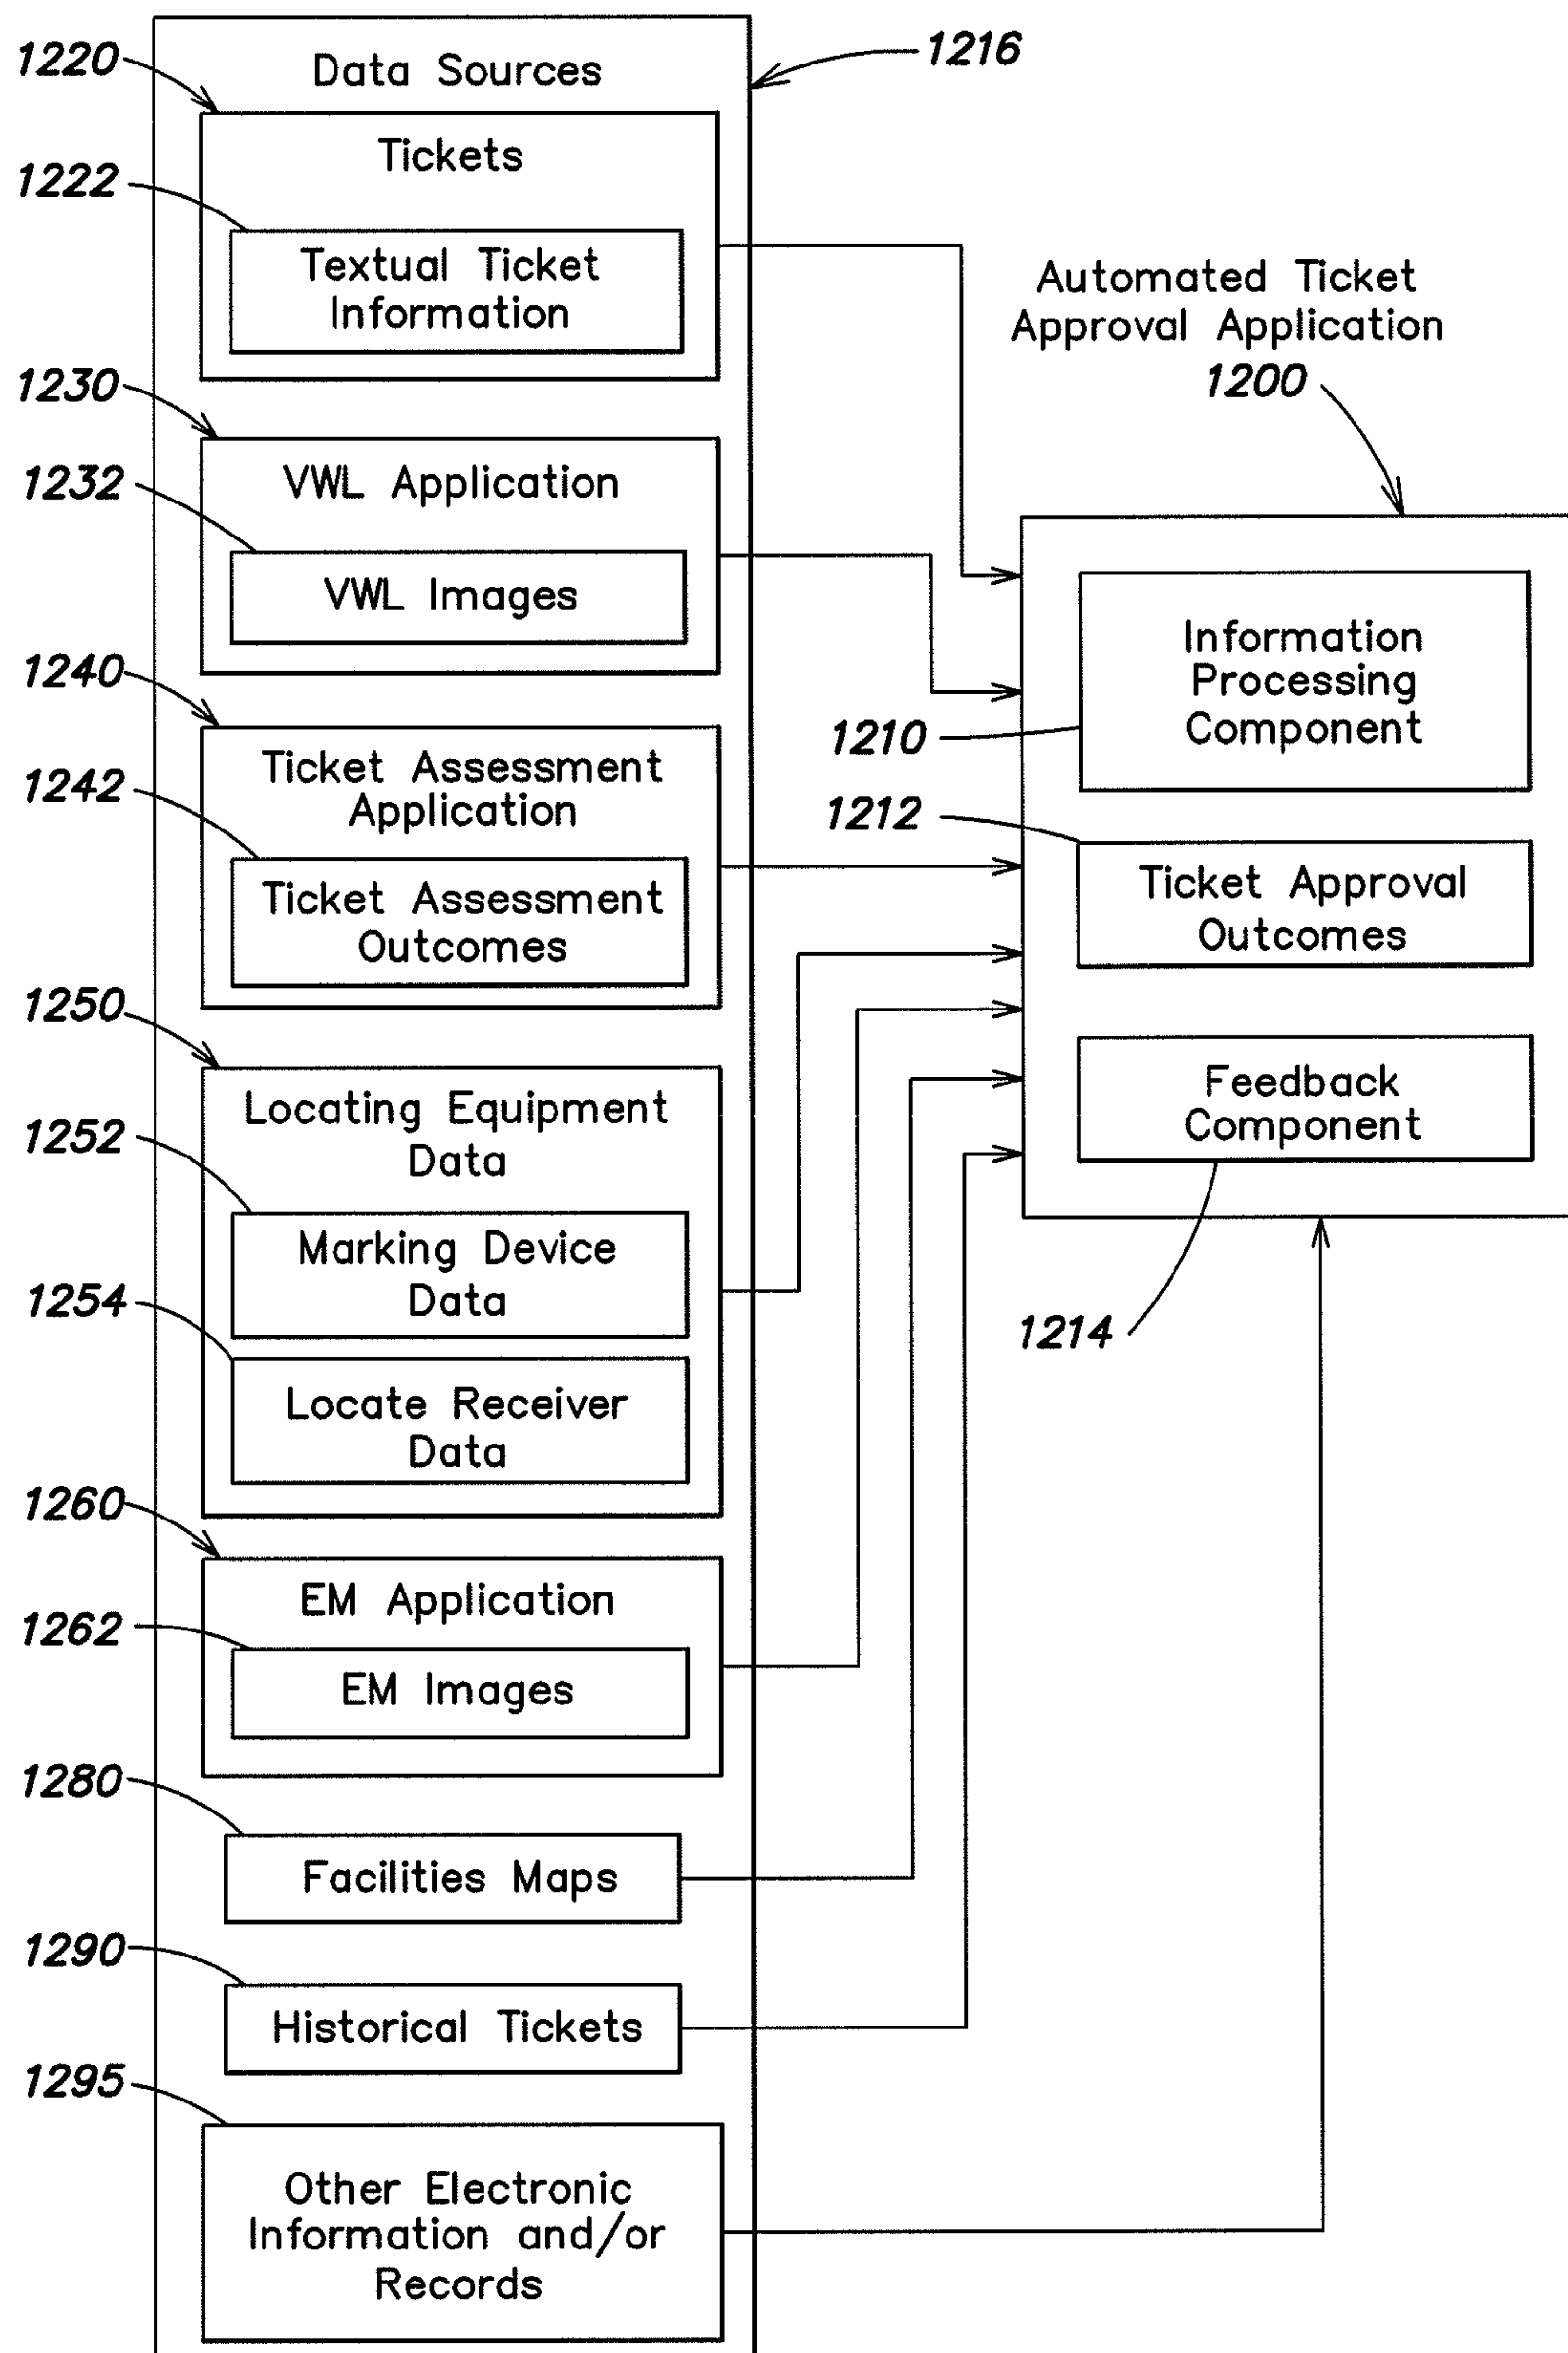 1220
Data Sources
1216
Tickets
1222
Textual Ticket
Information
Automated Ticket
Approval Application
1200
1230
VWL Application
1232
VWL Images
Information
Processing
Component
1210
1240
Ticket Assessment
Application
1242
Ticket Assessment
Outcomes
1212
Ticket Approval
Outcomes
1250
Locating Equipment
Data
1252
Marking Device
Data
1254
Locate Receiver
Data
Feedback
Component
1214
1260
EM Application
1262
EM Images
1280
Facilities Maps
1290
Historical Tickets
1295
Other Electronic
Information and/or
Records